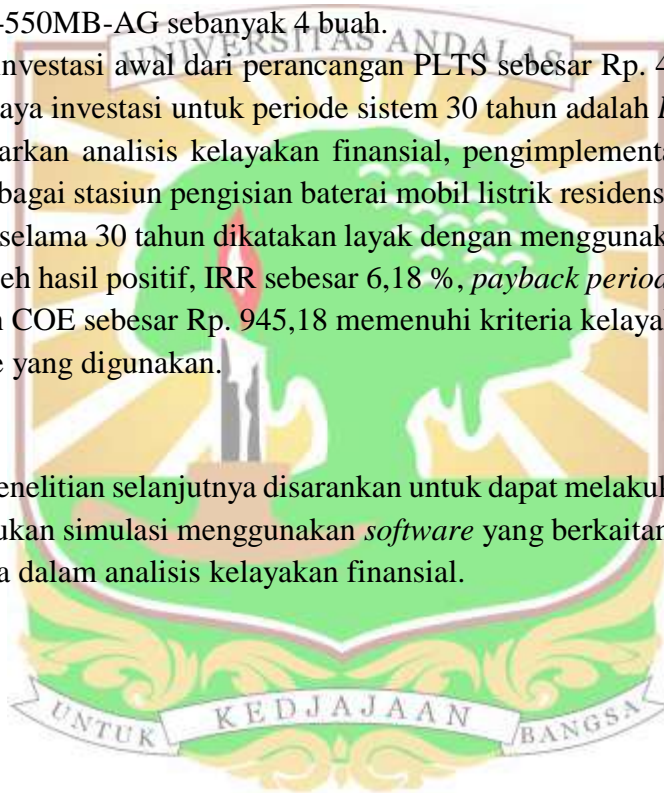 -550MB-AG sebanyak 4 buah.
UNIVERSITAS ANDALAS
investasi awal dari perancangan PLTS sebesar Rp. 4
aya investasi untuk periode sistem 30 tahun adalah
arkan analisis kelayakan finansial, pengimplementa
bagai stasiun pengisian baterai mobil listrik residens
selama 30 tahun dikatakan layak dengan menggunak
eh hasil positif, IRR sebesar 6,18 %, payback period
n COE sebesar Rp. 945,18 memenuhi kriteria kelaya
e yang digunakan.
enelitian selanjutnya disarankan untuk dapat melakuk
ukan simulasi menggunakan software yang berkaitan
a dalam analisis kelayakan finansial.
UNTUK KEDJAJAAN BANGSA